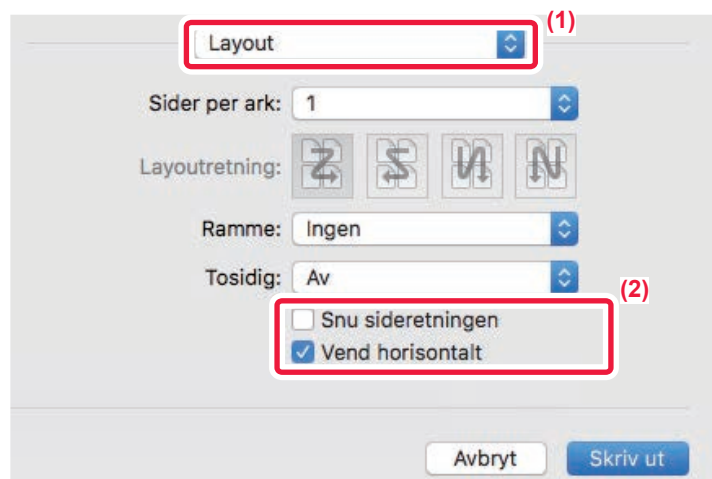 (1)
Layout
Sider per ark: 1
Layoutretning:
Ramme: Ingen
Tosidig: Av
(2)
Snu sideretningen
Vend horisontalt
Avbryt Skriv ut